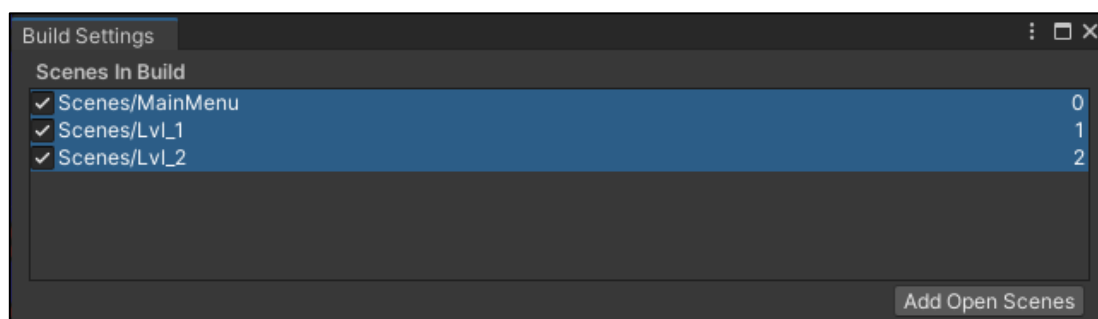 Build Settings
Scenes In Build
Scenes/MainMenu 0
Scenes/Lvl_1 1
Scenes/Lvl_2 2
Add Open Scenes